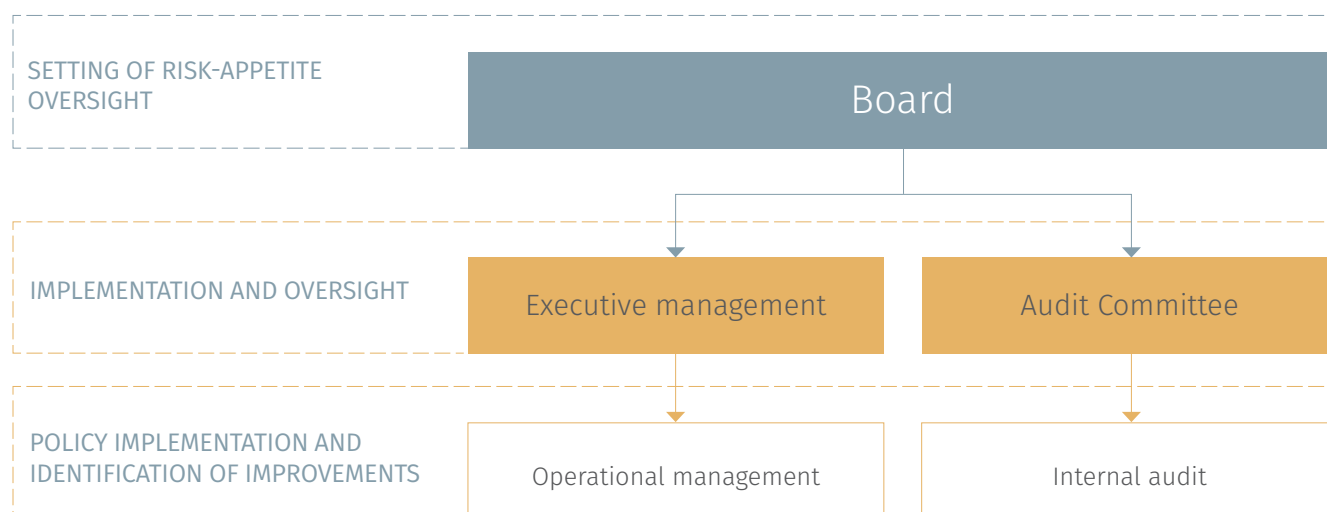 SETTING OF RISK-APPETITE
OVERSIGHT
Board
IMPLEMENTATION AND OVERSIGHT
Executive management
Audit Committee
POLICY IMPLEMENTATION AND
IDENTIFICATION OF IMPROVEMENTS
Operational management
Internal audit